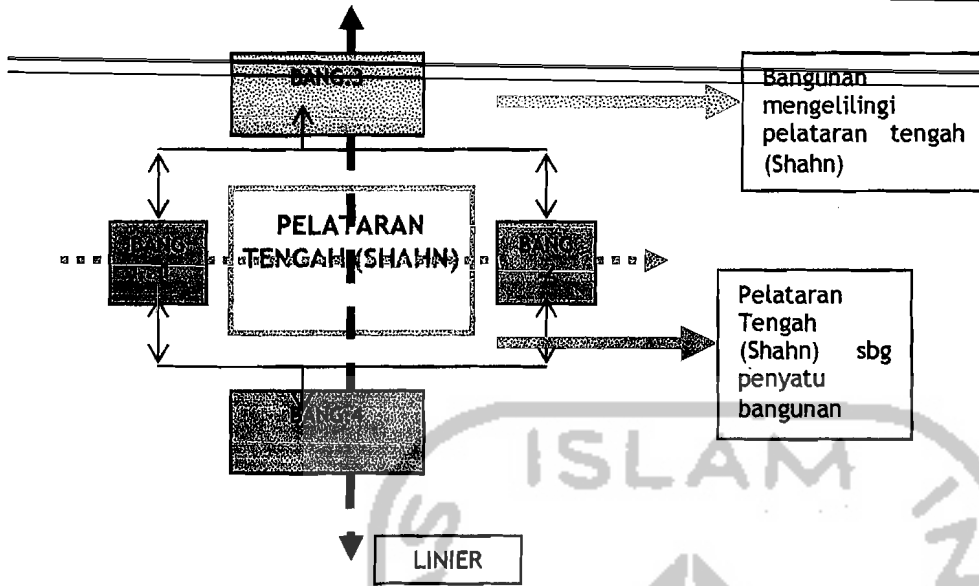 BANG.3
Bangunan
mengelilingi
pelataran tengah
(Shahn)
PELATARAN
TENGAH (SHAHN)
BANG
BANG
Pelataran
Tengah
(Shahn) sbg
penyatu
bangunan
BANG.4
ISLAM
LINIER